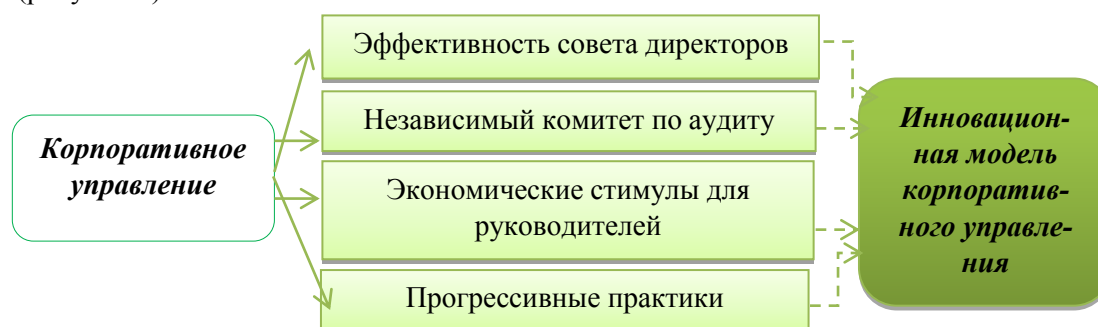 Корпоративное
управление
Эффективность совета директоров
Независимый комитет по аудиту
Экономические стимулы для
руководителей
Прогрессивные практики
Инновацион-
ная модель
корпоратив-
ного управле-
ния